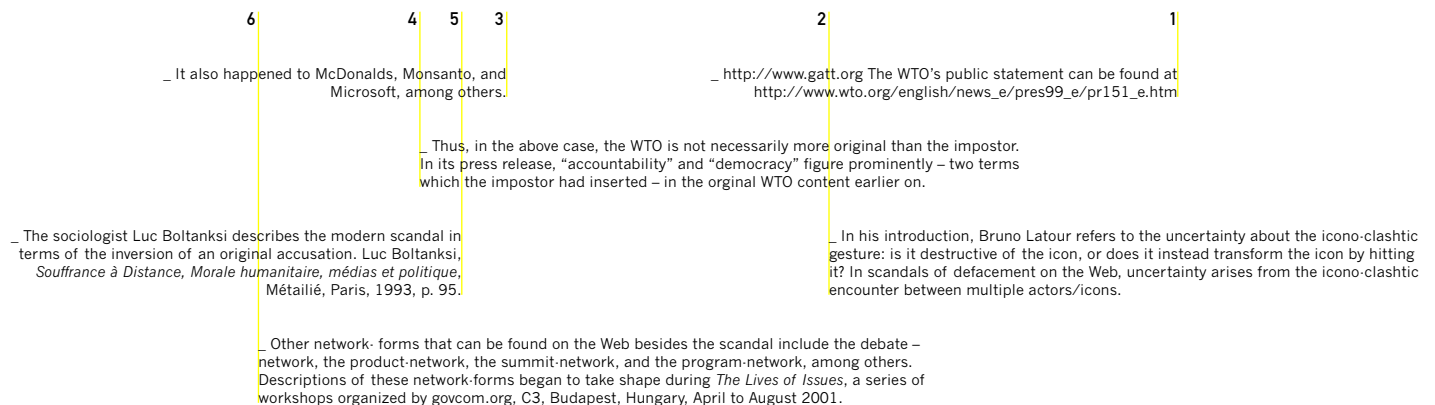 6 4 5 3 2 1
_ It also happened to McDonalds, Monsanto, and
Microsoft, among others.
_ http://www.gatt.org The WTO's public statement can be found at
http://www.wto.org/english/news_e/pres99_e/pr151_e.htm
_ Thus, in the above case, the WTO is not necessarily more original than the impostor.
In its press release, “accountability” and “democracy” figure prominently – two terms
which the impostor had inserted – in the orginal WTO content earlier on.
_ The sociologist Luc Boltanksi describes the modern scandal in
terms of the inversion of an original accusation. Luc Boltanksi,
Souffrance à Distance, Morale humanitaire, médias et politique,
Métailié, Paris, 1993, p. 95.
_ In his introduction, Bruno Latour refers to the uncertainty about the icono-clashtic
gesture: is it destructive of the icon, or does it instead transform the icon by hitting
it? In scandals of defacement on the Web, uncertainty arises from the icono-clashtic
encounter between multiple actors/icons.
_ Other network- forms that can be found on the Web besides the scandal include the debate –
network, the product-network, the summit-network, and the program-network, among others.
Descriptions of these network-forms began to take shape during The Lives of Issues, a series of
workshops organized by govcom.org, C3, Budapest, Hungary, April to August 2001.